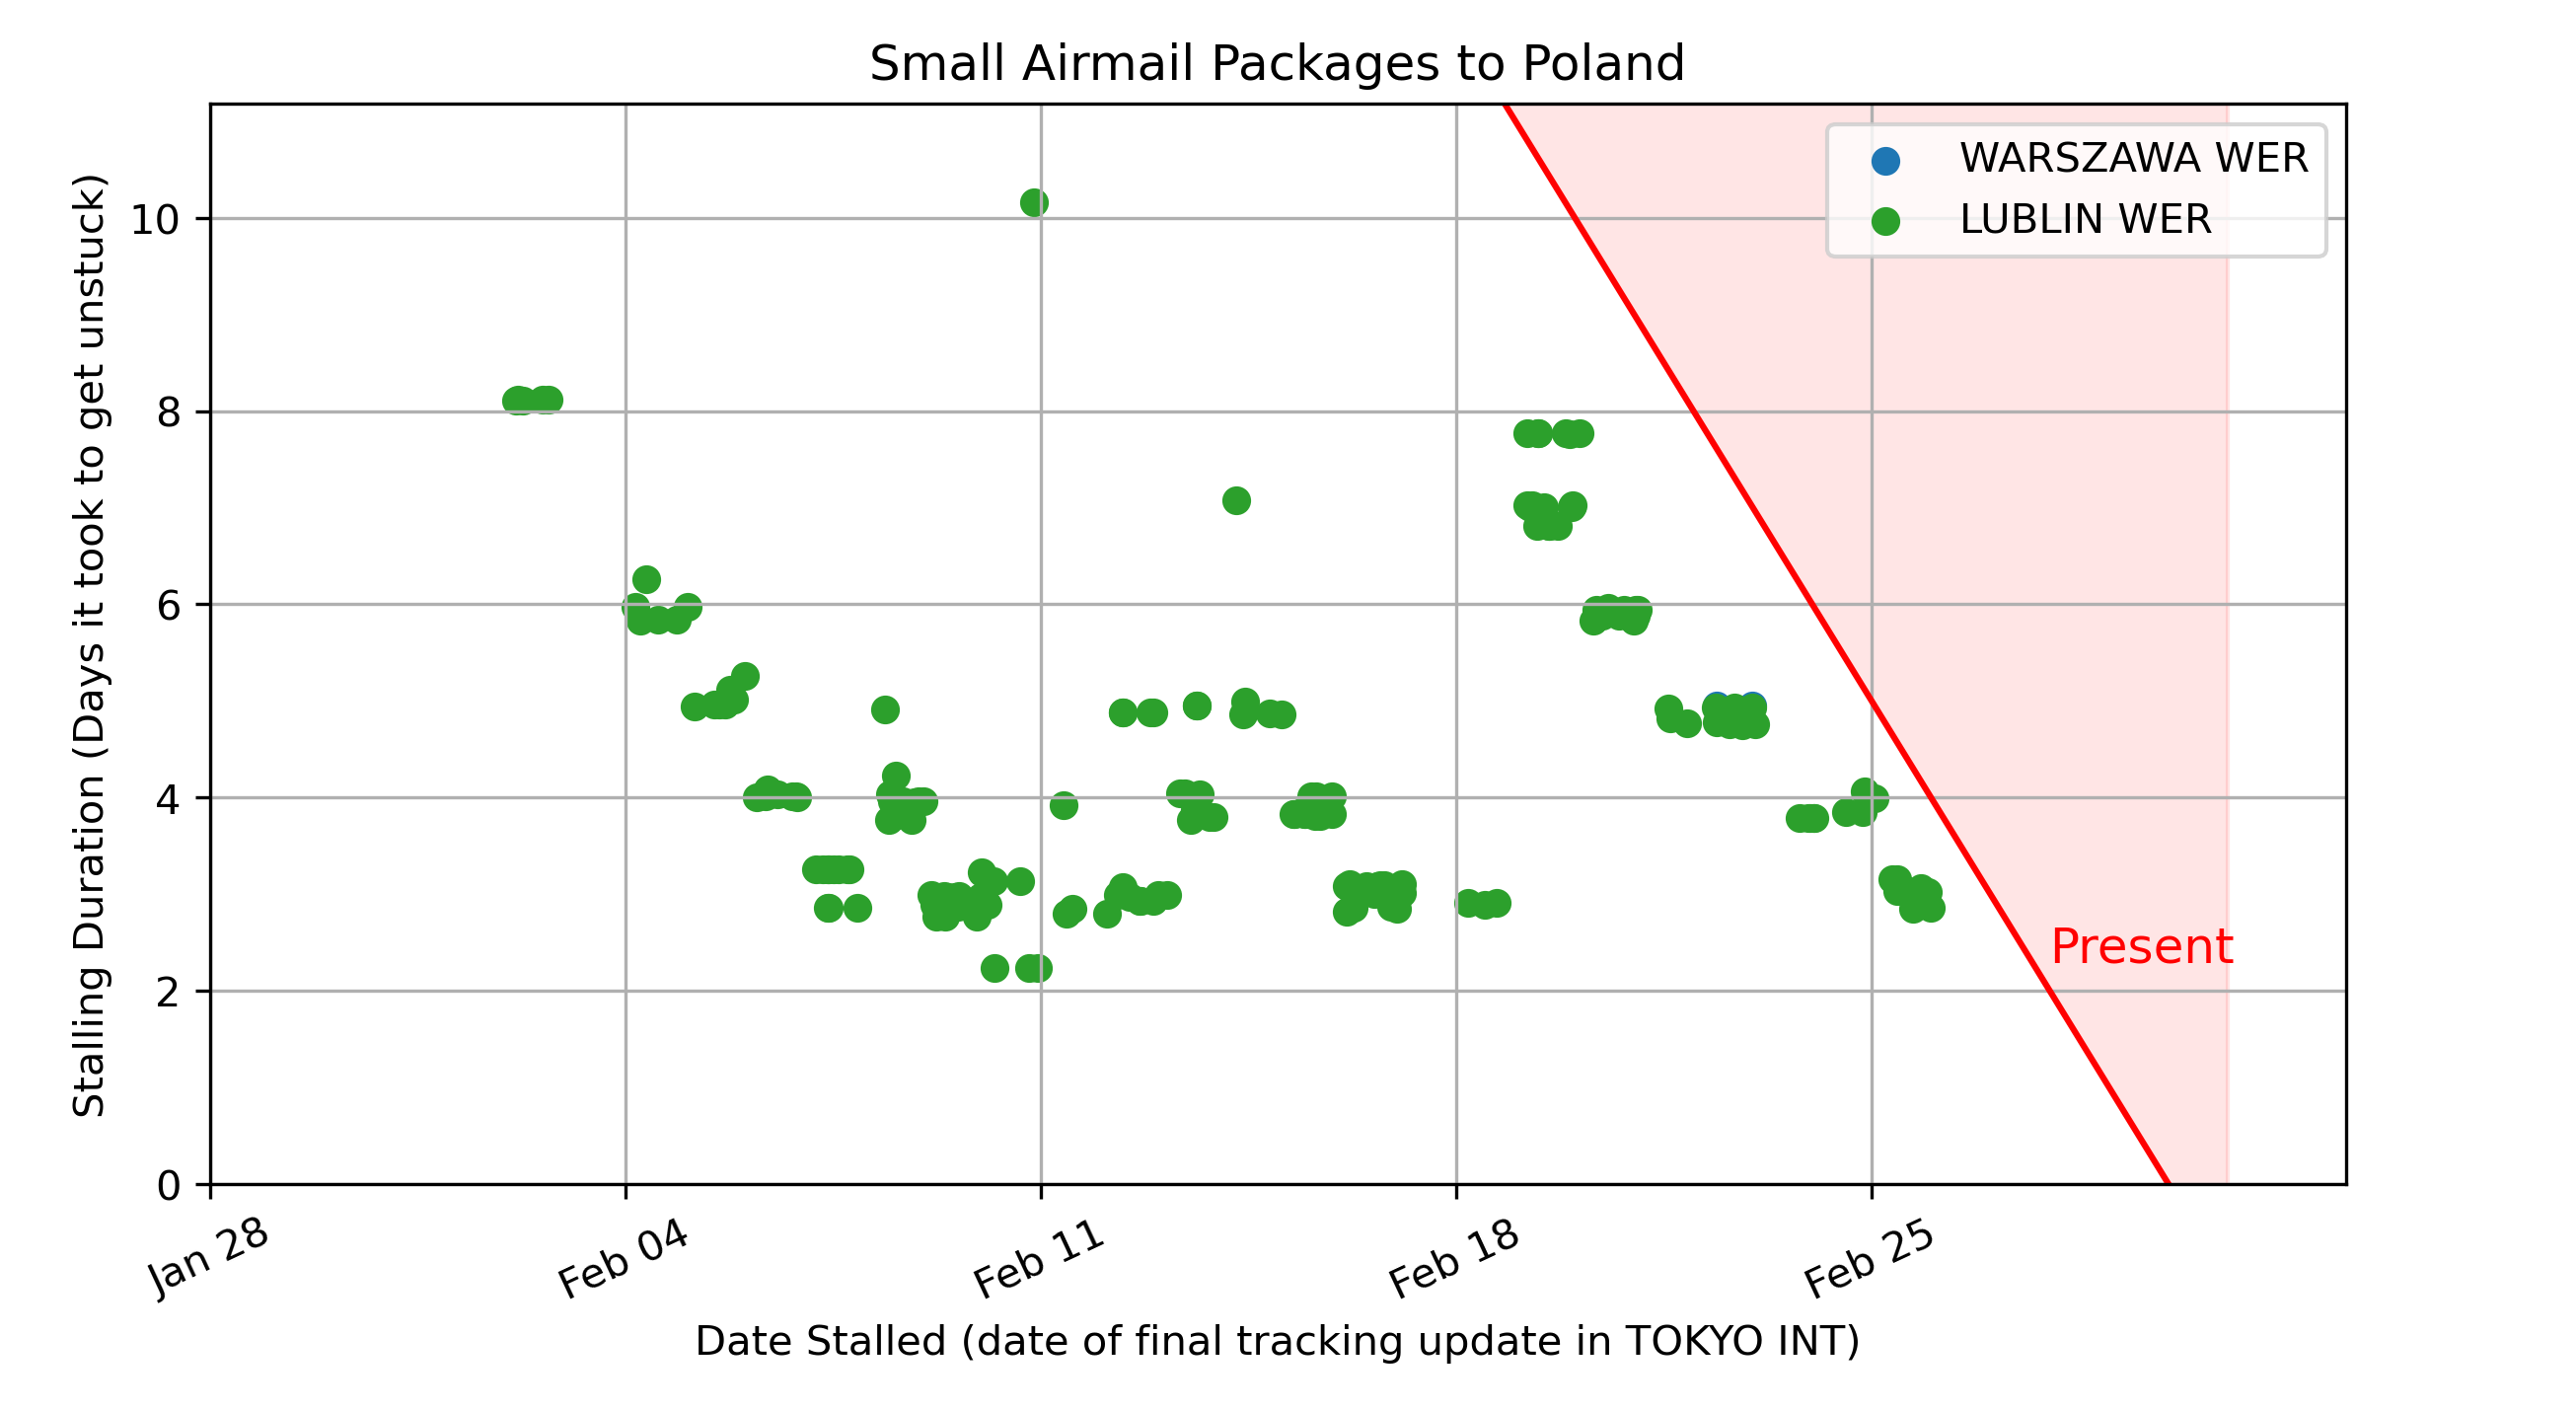 Small Airmail Packages to Poland
WARSZAWA WER
LUBLIN WER
Stalling Duration (Days it took to get unstuck)
10
8
6
4
2
0
Present
Jan 28
Feb 04
Feb 11
Feb 18
Feb 25
Date Stalled (date of final tracking update in TOKYO INT)